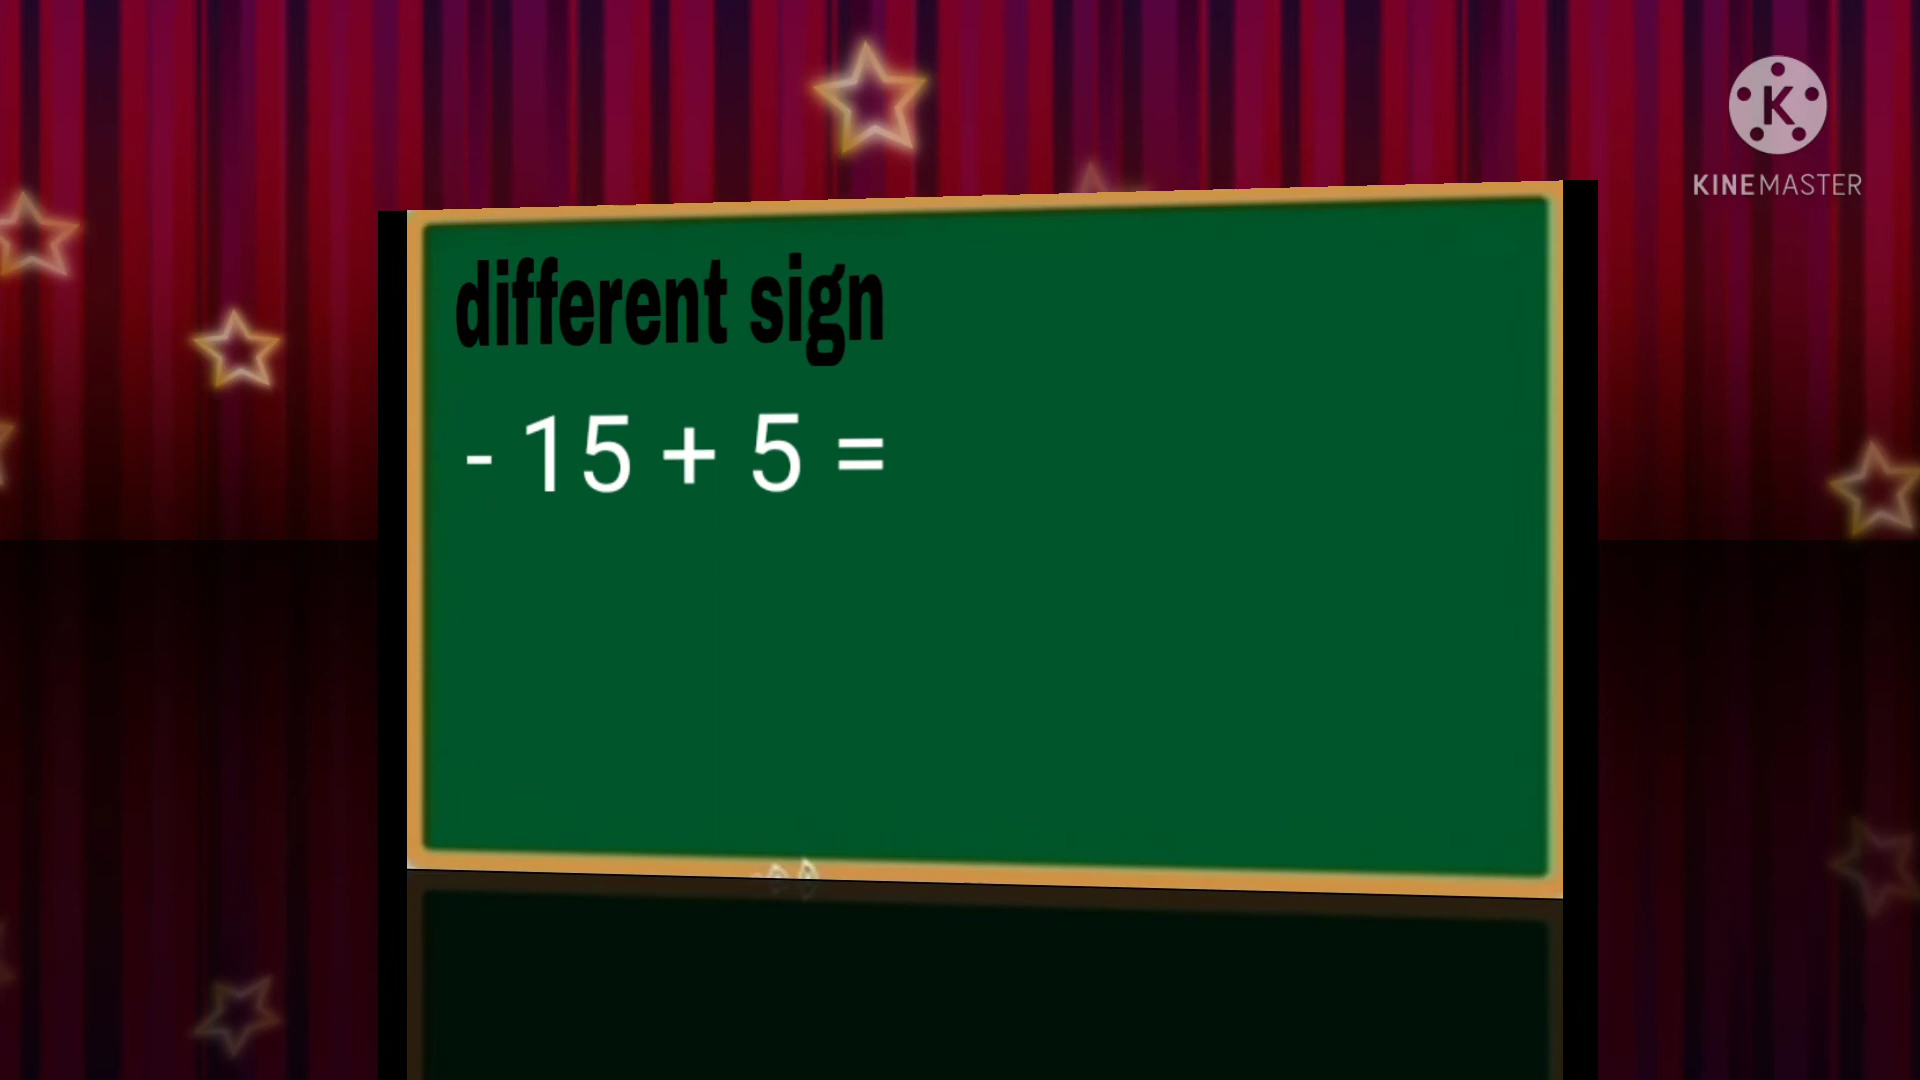 K
KINEMASTER
different sign
- 15 + 5 =